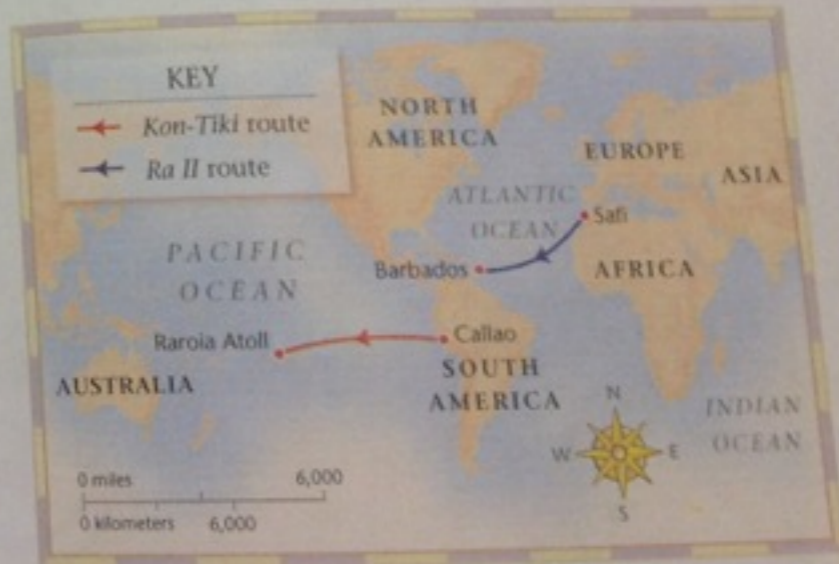 KEY
Kon-Tiki route
Ra II route
NORTH
AMERICA
EUROPE
ASIA
ATLANTIC
OCEAN
Safi
PACIFIC
OCEAN
Barbados
AFRICA
Raroia Atoll
Callao
AUSTRALIA
SOUTH
AMERICA
INDIAN
OCEAN
N
W
E
S
0 miles
6,000
0 kilometers
6,000